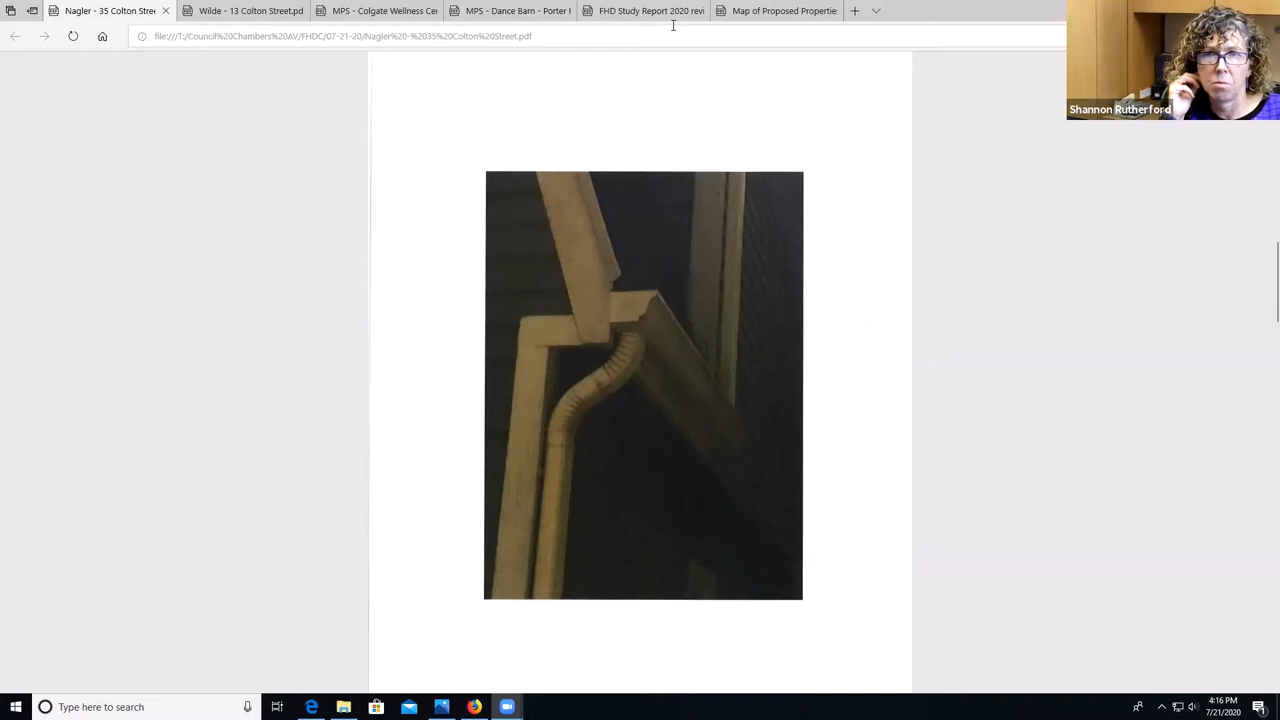 Nagler - 35 Colton Stree
Wilde - 13 Colton Street.pd
MPS - Colgate Wellness Ce
MPS - Dance Barn - Porter
FHD Study Report 2020 revi
Map of Proposed Properties
file:///T:/Council%20Chambers%20AV/FHDC/07-21-20/Nagler%20-%2035%20Colton%20Street.pdf
Shannon Rutherford
Type here to search
4:16 PM
7/21/2020